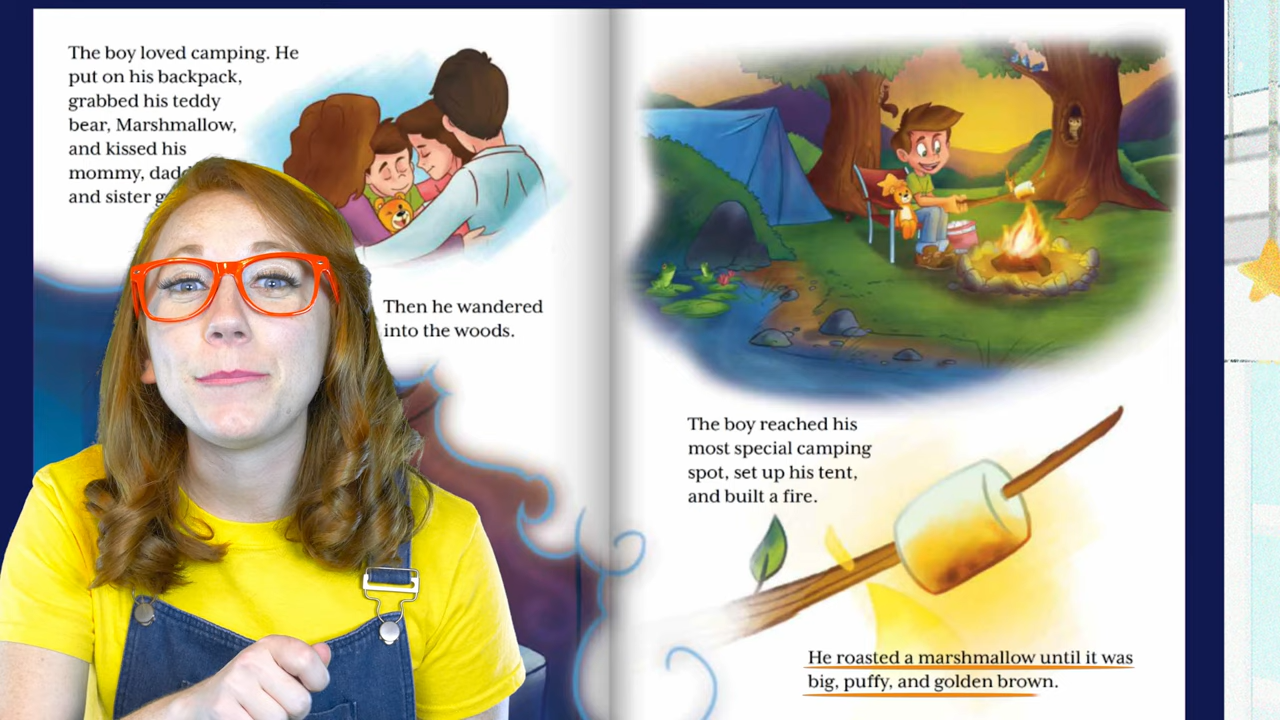 The boy loved camping. He
put on his backpack,
grabbed his teddy
bear, Marshmallow,
and kissed his
mommy,
and sister
Then he wandered
into the woods.
The boy reached his
most special camping
spot, set up his tent,
and built a fire.
He roasted a marshmallow until it was
big, puffy, and golden brown.